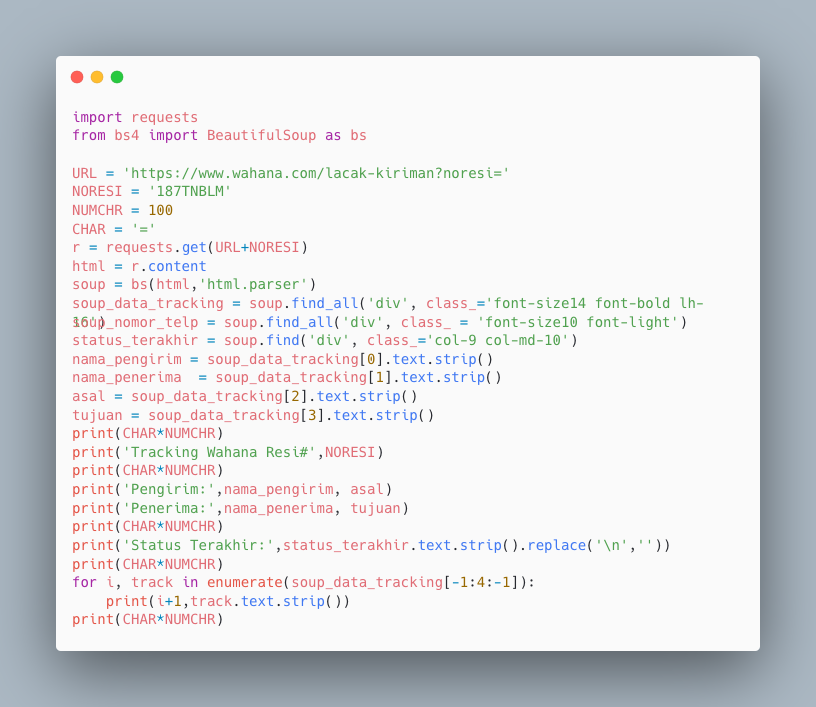 import requests
from bs4 import BeautifulSoup as bs

URL = 'https://www.wahana.com/lacak-kiriman?noresi='
NORESI = '187TNBLM'
NUMCHR = 100
CHAR = '='
r = requests.get(URL+NORESI)
html = r.content
soup = bs(html,'html.parser')
soup_data_tracking = soup.find_all('div', class_='font-size14 font-bold lh-
16')
soup_nomor_telp = soup.find_all('div', class_ = 'font-size10 font-light')
status_terakhir = soup.find('div', class_='col-9 col-md-10')
nama_pengirim = soup_data_tracking[0].text.strip()
nama_penerima  = soup_data_tracking[1].text.strip()
asal = soup_data_tracking[2].text.strip()
tujuan = soup_data_tracking[3].text.strip()
print(CHAR*NUMCHR)
print('Tracking Wahana Resi#',NORESI)
print(CHAR*NUMCHR)
print('Pengirim:',nama_pengirim, asal)
print('Penerima:',nama_penerima, tujuan)
print(CHAR*NUMCHR)
print('Status Terakhir:',status_terakhir.text.strip().replace('\n',''))
print(CHAR*NUMCHR)
for i, track in enumerate(soup_data_tracking[-1:4:-1]):
    print(i+1,track.text.strip())
print(CHAR*NUMCHR)